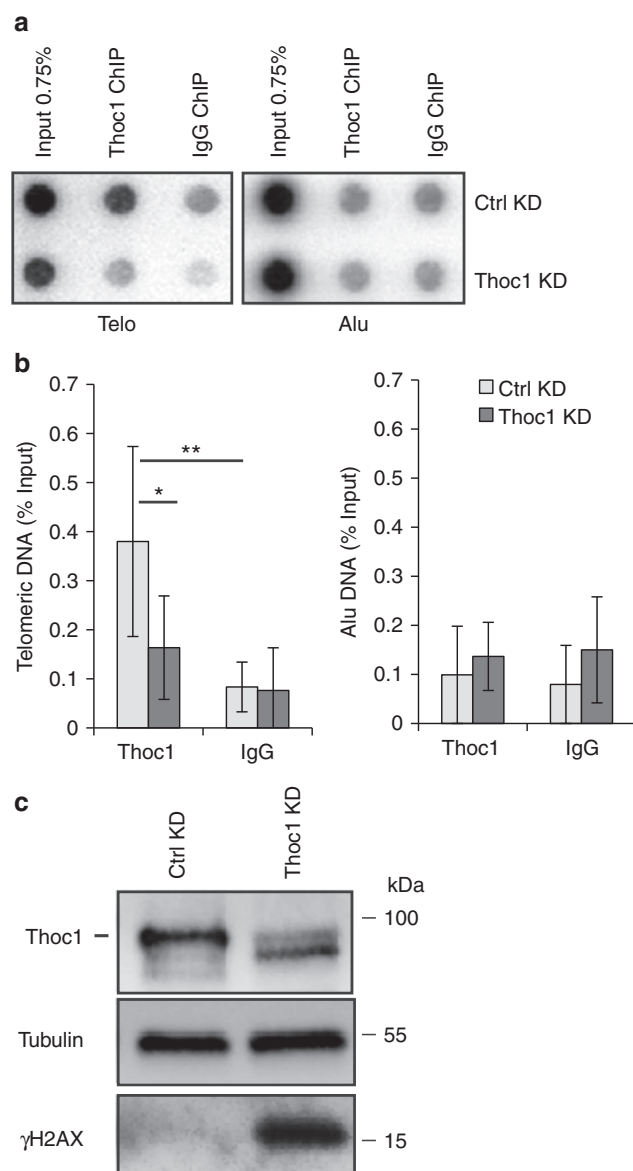 a
Input 0.75%
Thoc1 ChIP
IgG ChIP
Input 0.75%
Thoc1 ChIP
IgG ChIP
Ctrl KD
Thoc1 KD
Telo
Alu
b
Telomeric DNA (% Input)
0.7
0.6
0.5
0.4
0.3
0.2
0.1
0
**
*
Thoc1
IgG
Alu DNA (% Input)
0.7
0.6
0.5
0.4
0.3
0.2
0.1
0
Ctrl KD
Thoc1 KD
Thoc1
IgG
c
Ctrl KD
Thoc1 KD
kDa
Thoc1
100
Tubulin
55
γH2AX
15